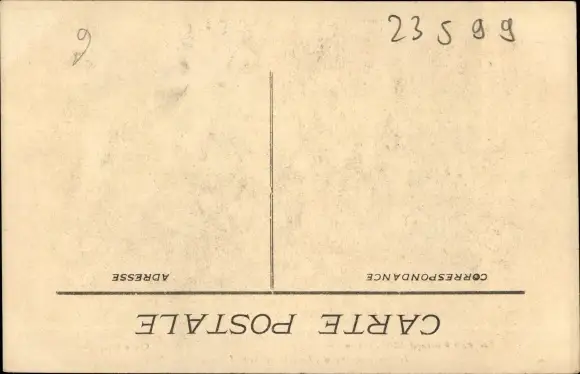 23599
9
CARTE POSTALE
CORRESPONDANCE
ADRESSE